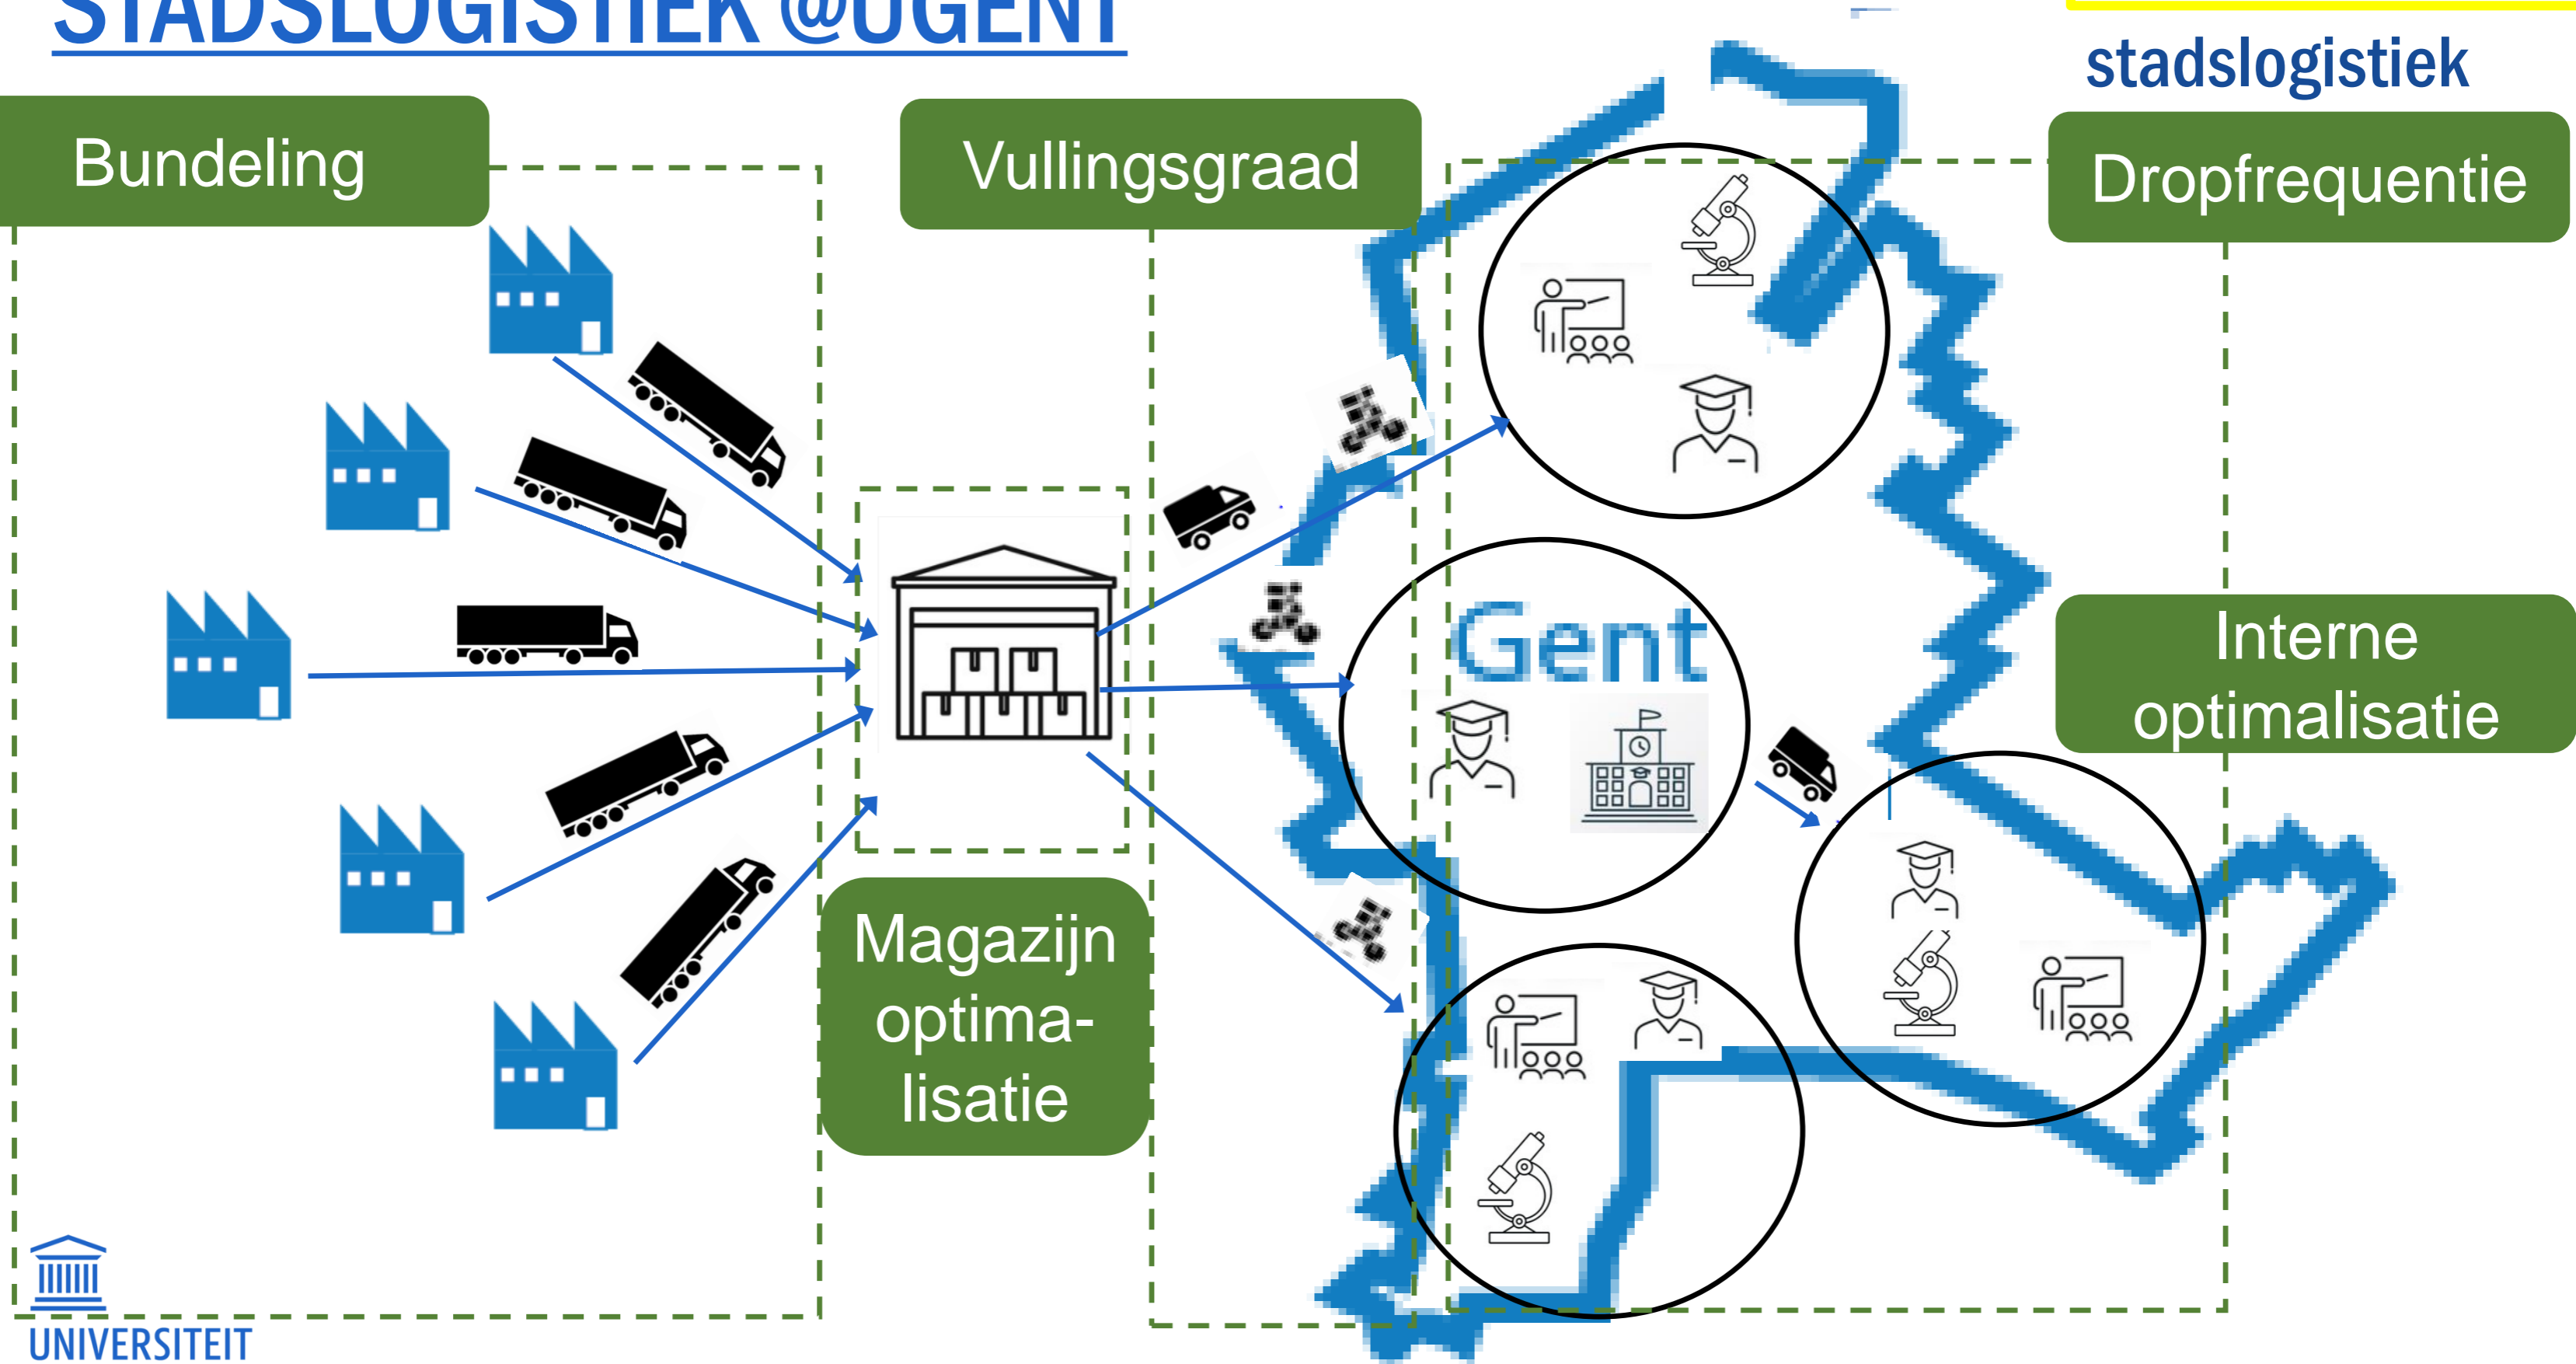 STADSLOGISTIEK @UGENT
stadslogistiek
Bundeling
Vullingsgraad
Dropfrequentie
Gent
Interne
optimalisatie
Magazijn
optima-
lisatie
UNIVERSITEIT